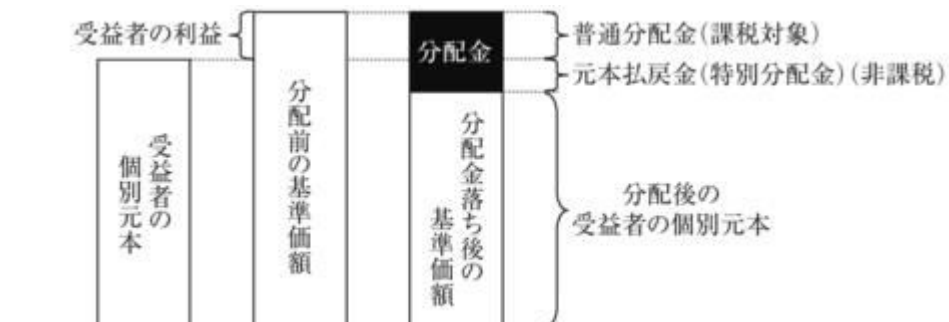 受益者の利益
分配金
普通分配金(課税対象)
元本払戻金(特別分配金)(非課税)
受益者の
個別元本
分配前の基準価額
分配金落ち後の
基準価額
分配後の
受益者の個別元本